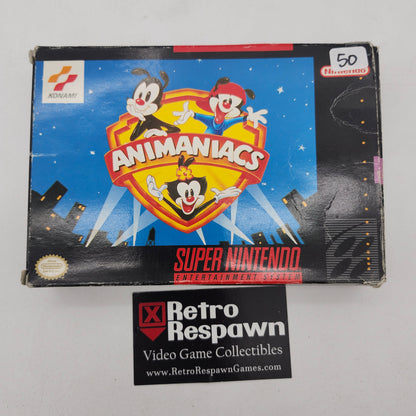 KONAMI
50
Nintendo
ANIMANIACS
SUPER NINTENDO
ENTERTAINMENT SYSTEM
X Retro
Respawn
Video Game Collectibles
www.RetroRespawnGames.com